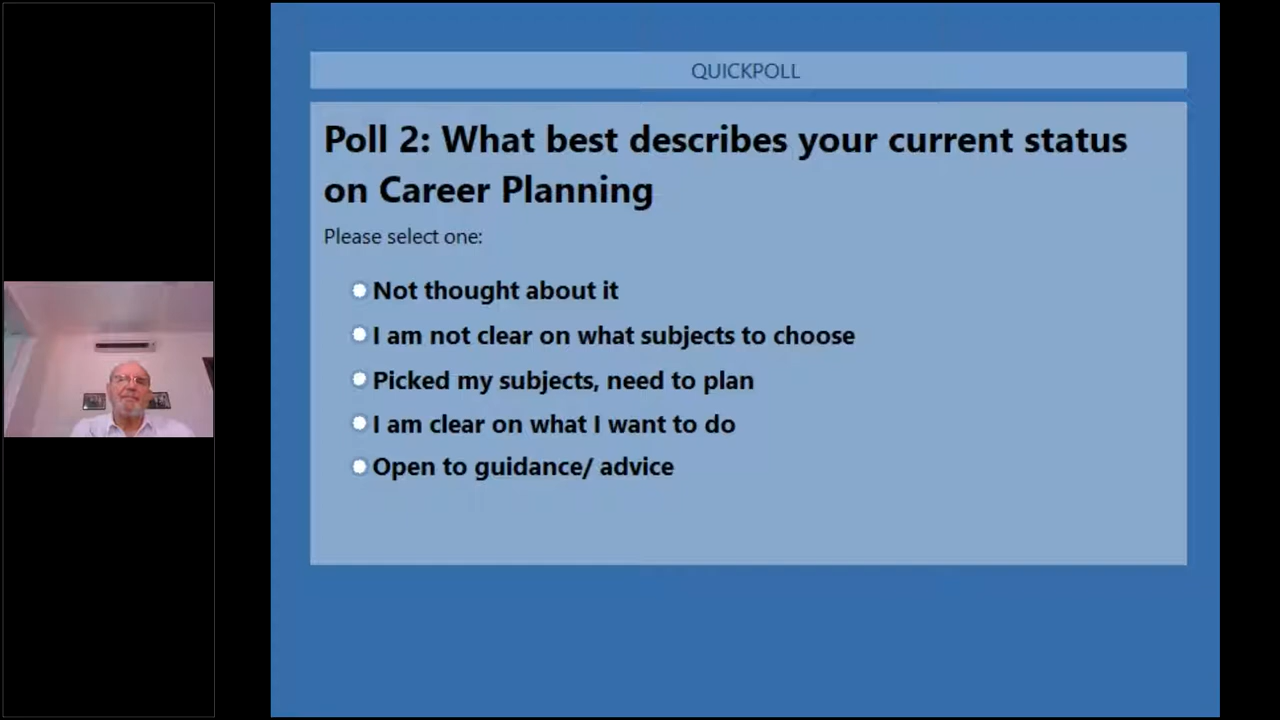 QUICKPOLL
Poll 2: What best describes your current status
on Career Planning
Please select one:
Not thought about it
I am not clear on what subjects to choose
Picked my subjects, need to plan
I am clear on what I want to do
Open to guidance/ advice